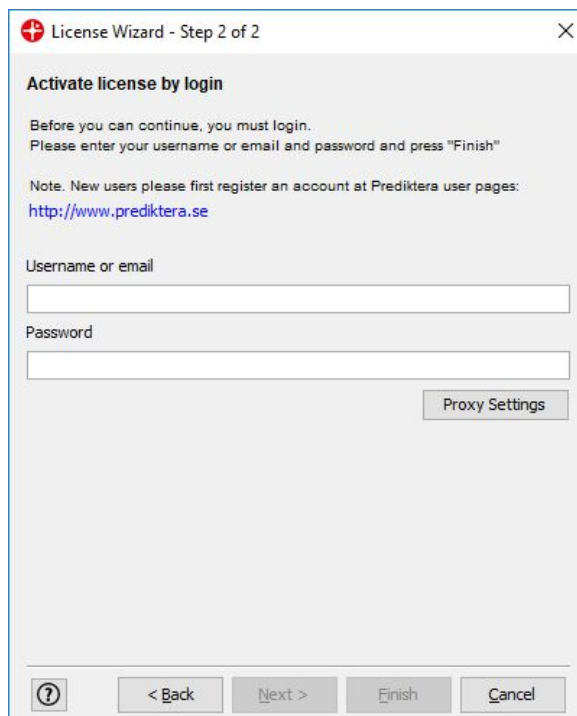 License Wizard - Step 2 of 2
Activate license by login
Before you can continue, you must login.
Please enter your username or email and password and press "Finish"
Note. New users please first register an account at Prediktera user pages:
http://www.prediktera.se
Username or email
Password
Proxy Settings
? < Back Next > Finish Cancel